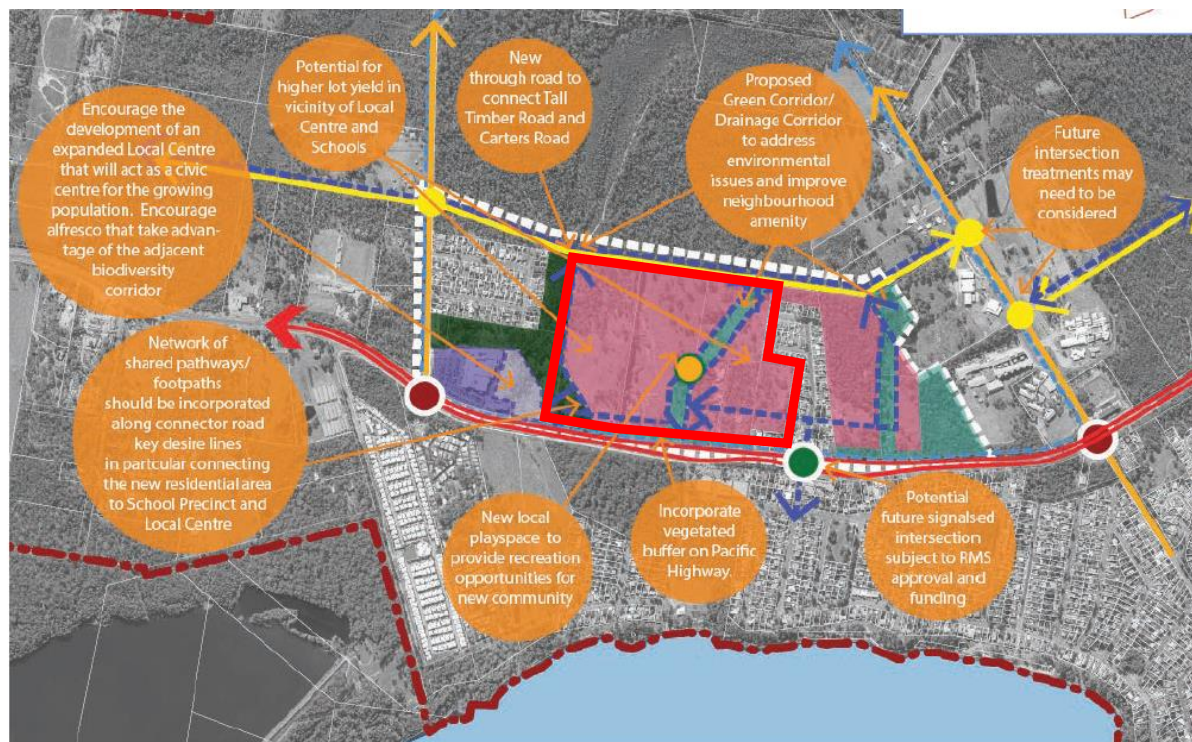 Encourage the
development of an
expanded Local Centre
that will act as a civic
centre for the growing
population. Encourage
alfresco that take advan-
tage of the adjacent
biodiversity
corridor
Potential for
higher lot yield in
vicinity of Local
Centre and
Schools
New
through road to
connect Tall
Timber Road and
Carters Road
Proposed
Green Corridor/
Drainage Corridor
to address
environmental
issues and improve
neighbourhood
amenity
Future
intersection
treatments may
need to be
considered
Network of
shared pathways/
footpaths
should be incorporated
along connector road
key desire lines
in partcular connecting
the new residential area
to School Precinct and
Local Centre
New local
playspace to
provide recreation
opportunities for
new community
Incorporate
vegetated
buffer on Pacific
Highway.
Potential
future signalised
intersection
subject to RMS
approval and
funding